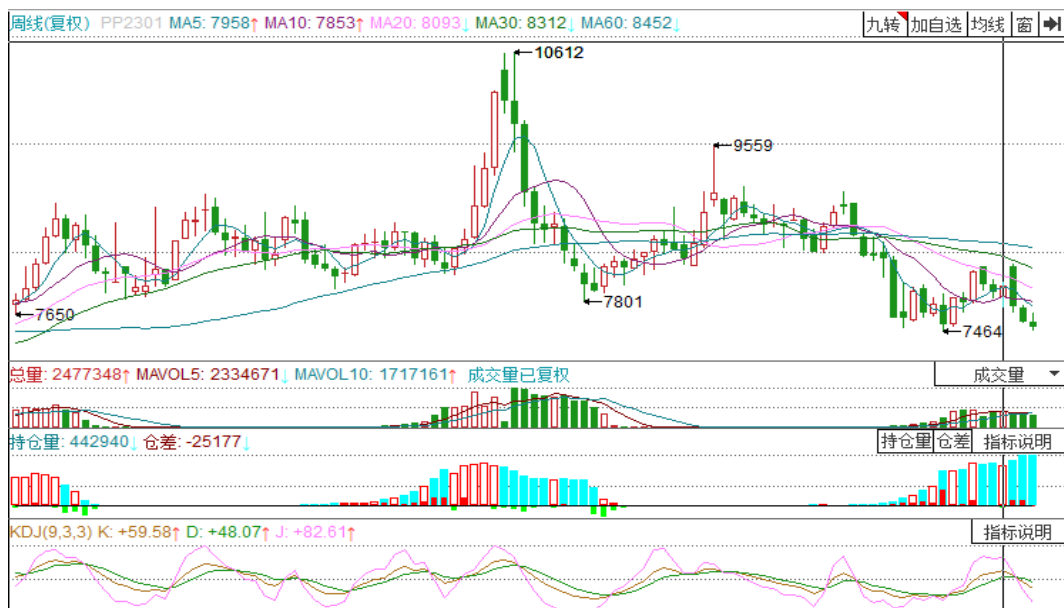 周线(复权) PP2301 MA5: 7958↑ MA10: 7853↑ MA20: 8093↓ MA30: 8312↓ MA60: 8452↓ 九转 加自选 均线 窗
10612
9559
7650
7801
7464
总量: 2477348↑ MAVOL5: 2334671↓ MAVOL10: 1717161↑ 成交量已复权 成交量
持仓量: 442940↓ 仓差: -25177↓ 持仓量 仓差 指标说明
KDJ(9,3,3) K: +59.58↑ D: +48.07↑ J: +82.61↑ 指标说明